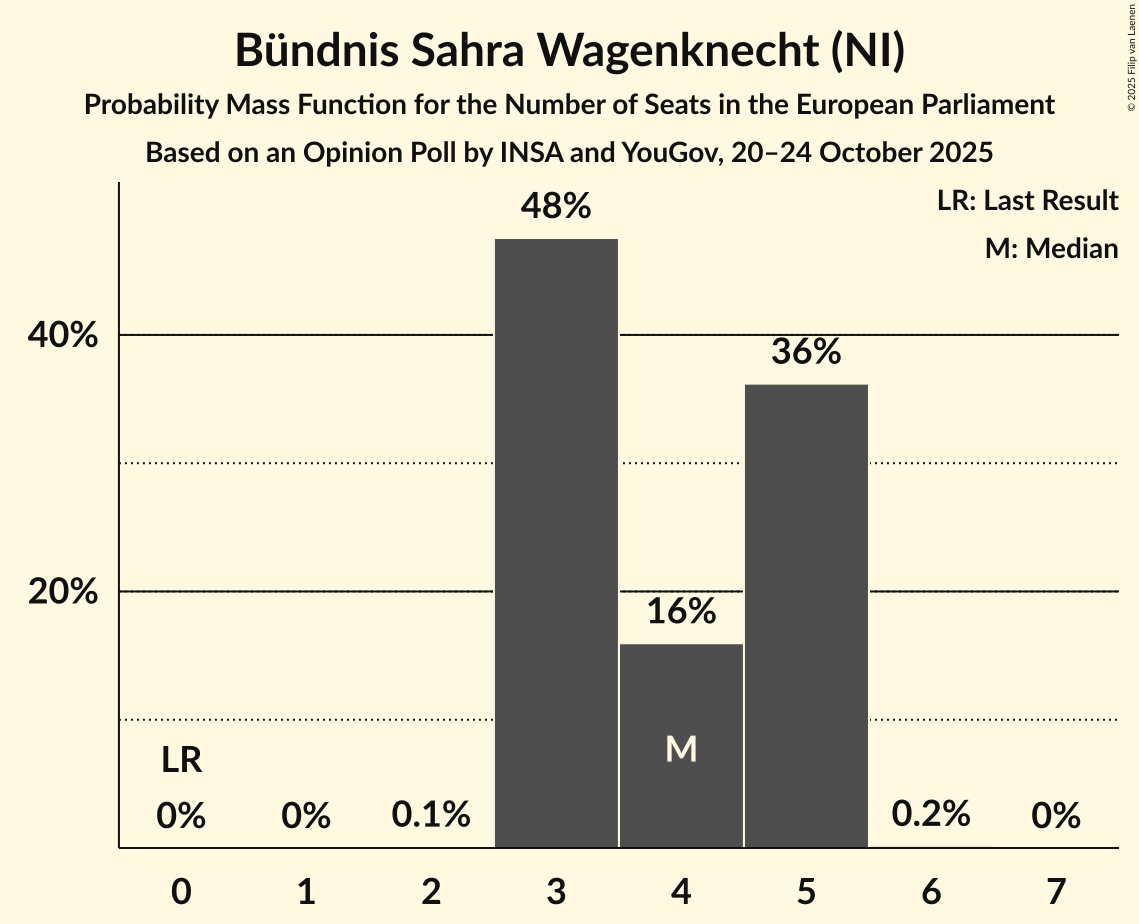 Bündnis Sahra Wagenknecht (NI)
Probability Mass Function for the Number of Seats in the European Parliament
Based on an Opinion Poll by INSA and YouGov, 20–24 October 2025
© 2025 Filip van Laenen
LR: Last Result
M: Median
48%
40%
36%
20%
16%
M
LR
0%
0%
0.1%
0.2%
0%
0 1 2 3 4 5 6 7